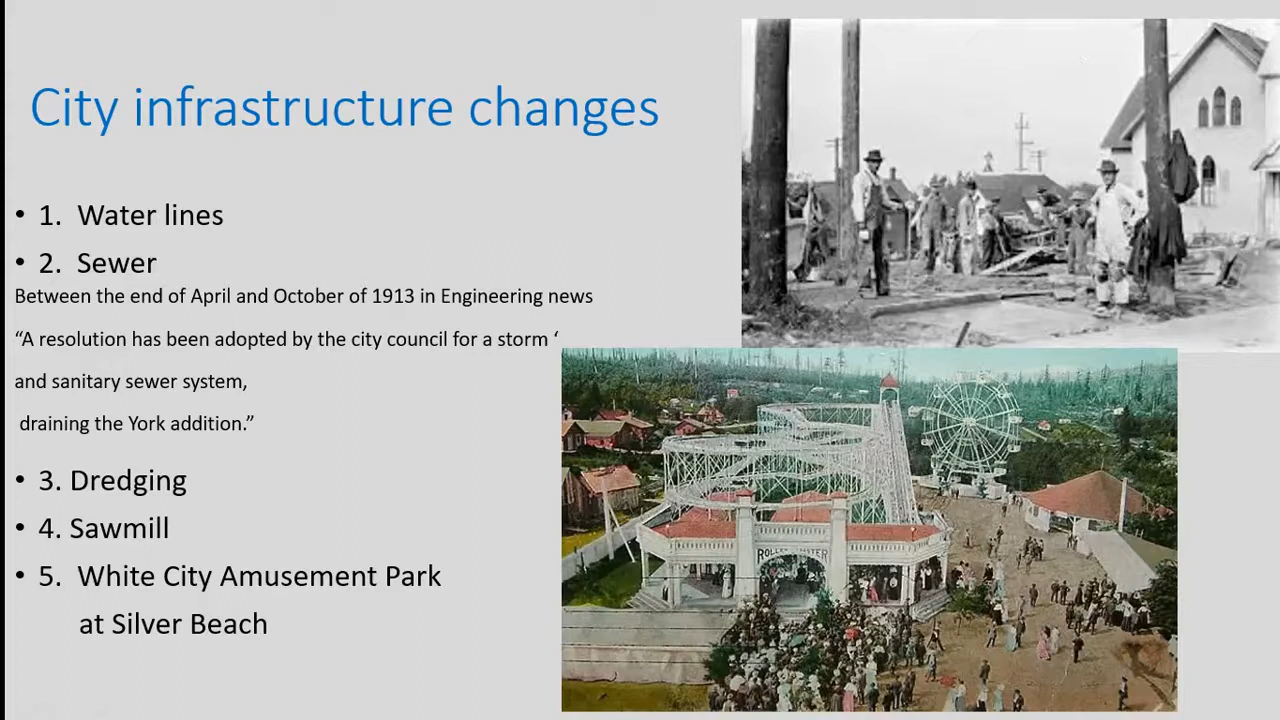 City infrastructure changes
• 1. Water lines
• 2. Sewer
Between the end of April and October of 1913 in Engineering news
“A resolution has been adopted by the city council for a storm ‘
and sanitary sewer system,
draining the York addition.”
• 3. Dredging
• 4. Sawmill
• 5. White City Amusement Park
at Silver Beach